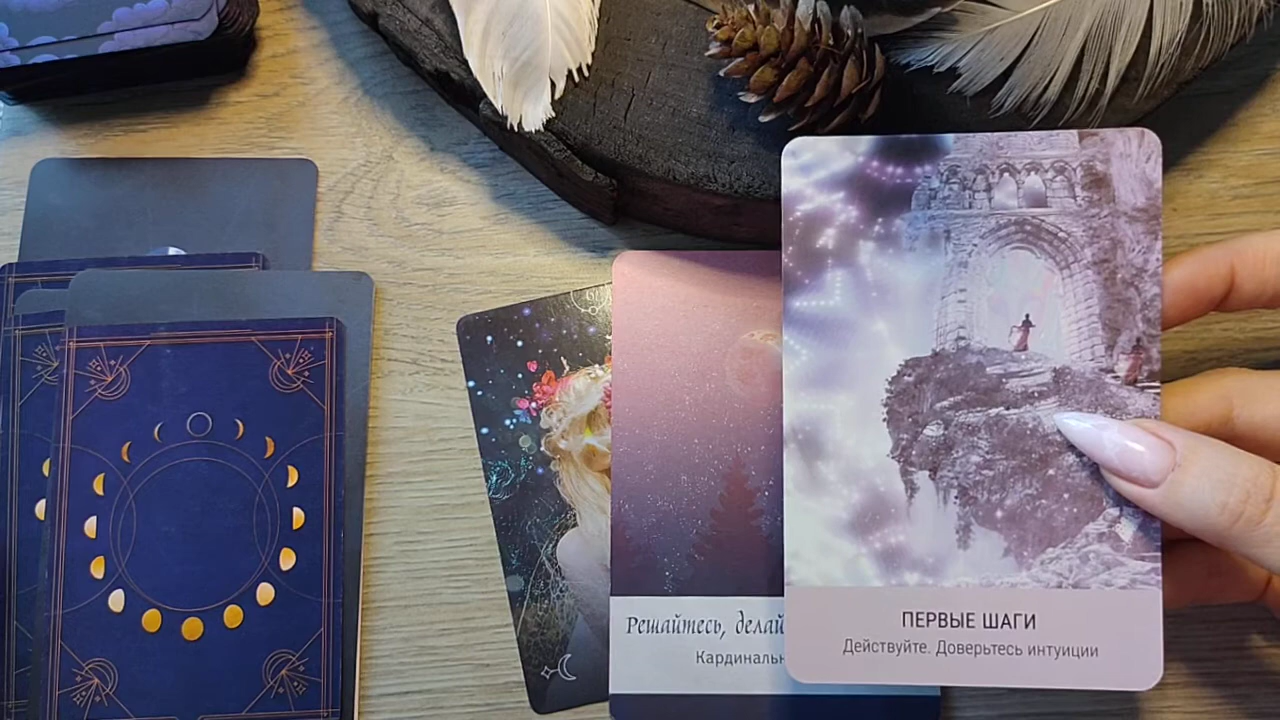 Решайтесь, делай
Кардинальн
ПЕРВЫЕ ШАГИ
Действуйте. Доверьтесь интуиции